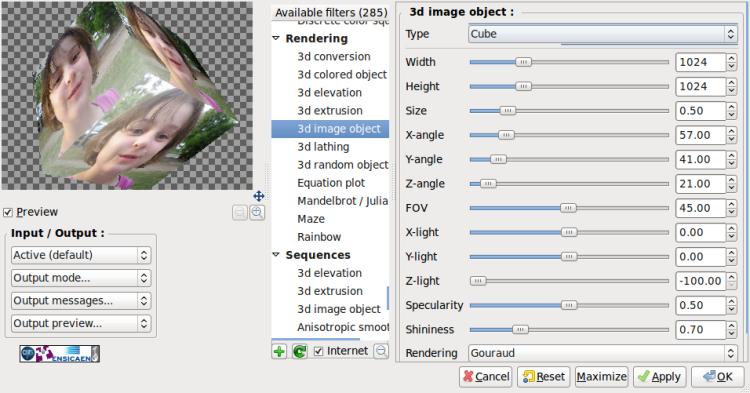 Preview
Input / Output :
Active (default)
Output mode...
Output messages...
Output preview...
ENSICAEN
Available filters (285)
Discrete color squ
Rendering
3d conversion
3d colored object
3d elevation
3d extrusion
3d image object
3d lathing
3d random object
Equation plot
Mandelbrot / Julia
Maze
Rainbow
Sequences
3d elevation
3d extrusion
3d image object
Anisotropic smoot
Internet
3d image object :
Type Cube
Width 1024
Height 1024
Size 0.50
X-angle 57.00
Y-angle 41.00
Z-angle 21.00
FOV 45.00
X-light 0.00
Y-light 0.00
Z-light -100.00
Specularity 0.50
Shininess 0.70
Rendering Gouraud
Cancel Reset Maximize Apply OK